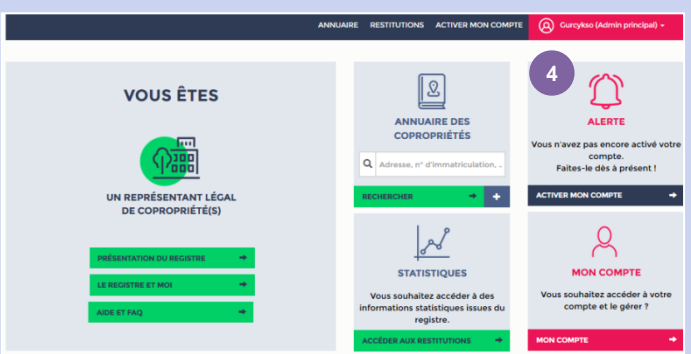 ANNUAIRE RESTITUTIONS ACTIVER MON COMPTE Gurcykso (Admin principal)
VOUS ÊTES
UN REPRÉSENTANT LÉGAL
DE COPROPRIÉTÉ(S)
PRÉSENTATION DU REGISTRE
LE REGISTRE ET MOI
AIDE ET FAQ
ANNUAIRE DES
COPROPRIÉTÉS
Adresse, n° d'immatriculation, ..
RECHERCHER +
STATISTIQUES
Vous souhaitez accéder à des
informations statistiques issues du
registre.
ACCÉDER AUX RESTITUTIONS
4
ALERTE
Vous n'avez pas encore activé votre
compte.
Faites-le dès à présent !
ACTIVER MON COMPTE
MON COMPTE
Vous souhaitez accéder à votre
compte et le gérer ?
MON COMPTE